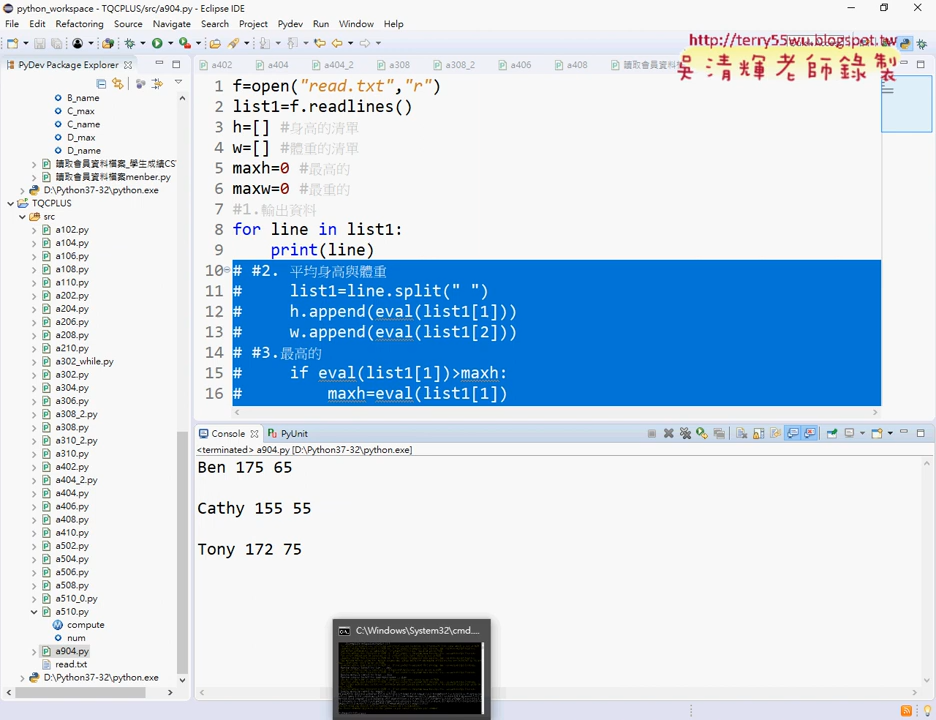 python_workspace - TQCPLUS/src/a904.py - Eclipse IDE
File Edit Refactoring Source Navigate Search Project Pydev Run Window Help
http://terry55wu.blogspot.tw
吳清輝老師錄製
PyDev Package Explorer
a402 a404 a404_2 a308 a308_2 a406 a408
B_name
C_max
C_name
D_max
D_name
讀取會員資料檔案_學生成績CS
讀取會員資料檔案menber.py
D:\Python37-32\python.exe
TQCPLUS
src
a102.py
a104.py
a106.py
a108.py
a110.py
a202.py
a204.py
a206.py
a208.py
a210.py
a302_while.py
a302.py
a304.py
a306.py
a308_2.py
a308.py
a310_2.py
a310.py
a402.py
a404_2.py
a404.py
a406.py
a408.py
a410.py
a502.py
a504.py
a506.py
a508.py
a510_0.py
a510.py
compute
num
a904.py
read.txt
D:\Python37-32\python.exe
1 f=open("read.txt","r")
2 list1=f.readlines()
3 h=[] #身高的清單
4 w=[] #體重的清單
5 maxh=0 #最高的
6 maxw=0 #最重的
7 #1.輸出資料
8 for line in list1:
9     print(line)
10 # #2. 平均身高與體重
11 #     list1=line.split(" ")
12 #     h.append(eval(list1[1]))
13 #     w.append(eval(list1[2]))
14 # #3.最高的
15 #     if eval(list1[1])>maxh:
16 #         maxh=eval(list1[1])
Console PyUnit
<terminated> a904.py [D:\Python37-32\python.exe]
Ben 175 65
Cathy 155 55
Tony 172 75
C:\Windows\System32\cmd....